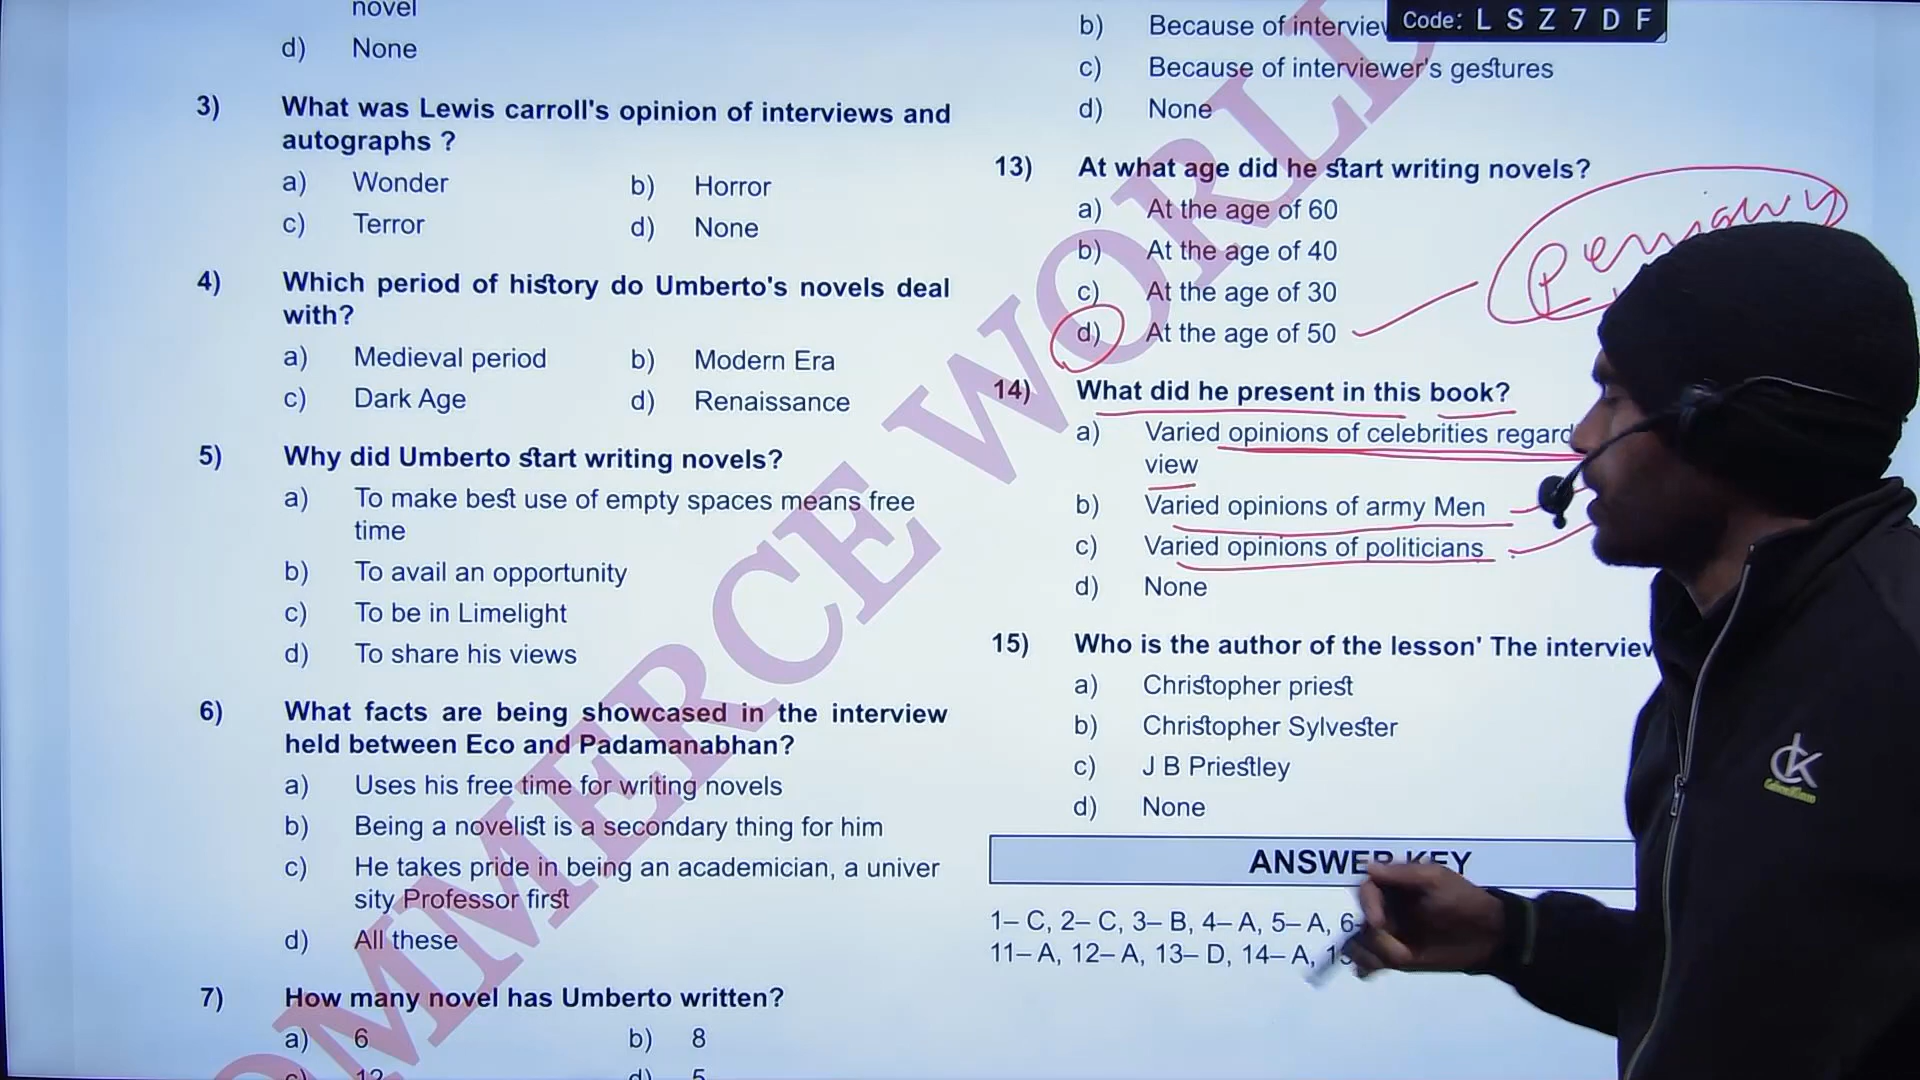 novel
d) None
3) What was Lewis carroll's opinion of interviews and
autographs ?
a) Wonder b) Horror
c) Terror d) None
4) Which period of history do Umberto's novels deal
with?
a) Medieval period b) Modern Era
c) Dark Age d) Renaissance
5) Why did Umberto start writing novels?
a) To make best use of empty spaces means free
time
b) To avail an opportunity
c) To be in Limelight
d) To share his views
6) What facts are being showcased in the interview
held between Eco and Padamanabhan?
a) Uses his free time for writing novels
b) Being a novelist is a secondary thing for him
c) He takes pride in being an academician, a univer
sity Professor first
d) All these
7) How many novel has Umberto written?
a) 6 b) 8
c) 12 d) 5
Code: L S Z 7 D F
b) Because of
c) Because of interviewer's gestures
d) None
13) At what age did he start writing novels?
a) At the age of 60
b) At the age of 40
c) At the age of 30
d) At the age of 50
14) What did he present in this book?
a) Varied opinions of celebrities
view
b) Varied opinions of army Men
c) Varied opinions of politicians
d) None
15) Who is the author of the lesson' The
a) Christopher priest
b) Christopher Sylvester
c) J B Priestley
d) None
ANSWER KEY
1– C, 2– C, 3– B, 4– A, 5– A,
11– A, 12– A, 13– D, 14– A,
OMMERCE WORLD
CK